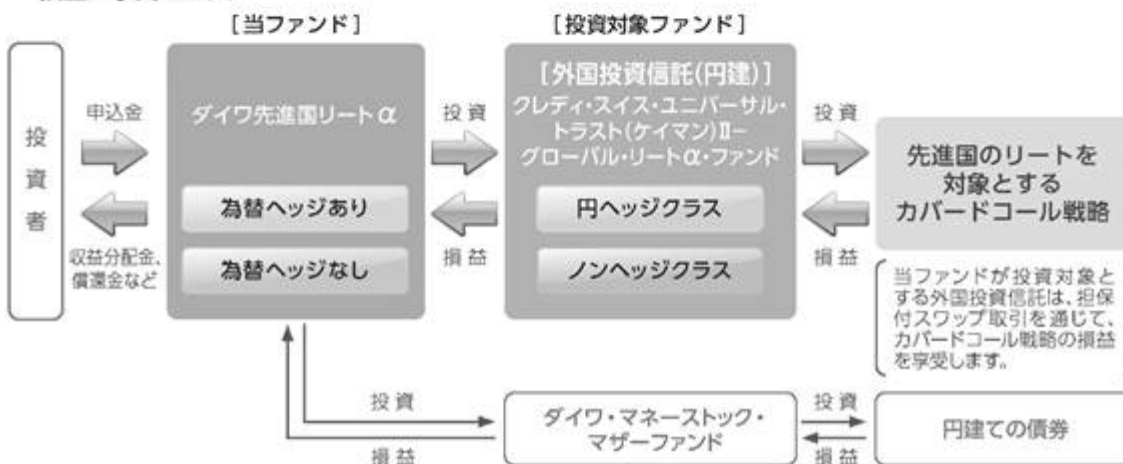 [当ファンド]
[投資対象ファンド]
投資者
申込金
収益分配金、
償還金など
ダイワ先進国リートα
為替ヘッジあり
為替ヘッジなし
投資
損益
[外国投資信託(円建)]
クレディ・スイス・ユニバーサル・
トラスト(ケイマン)Ⅱ−
グローバル・リートα・ファンド
円ヘッジクラス
ノンヘッジクラス
投資
損益
先進国のリートを
対象とする
カバードコール戦略
当ファンドが投資対象と
する外国投資信託は、担保
付スワップ取引を通じて、
カバードコール戦略の損益
を享受します。
投資
損益
ダイワ・マネーストック・
マザーファンド
投資
損益
円建ての債券